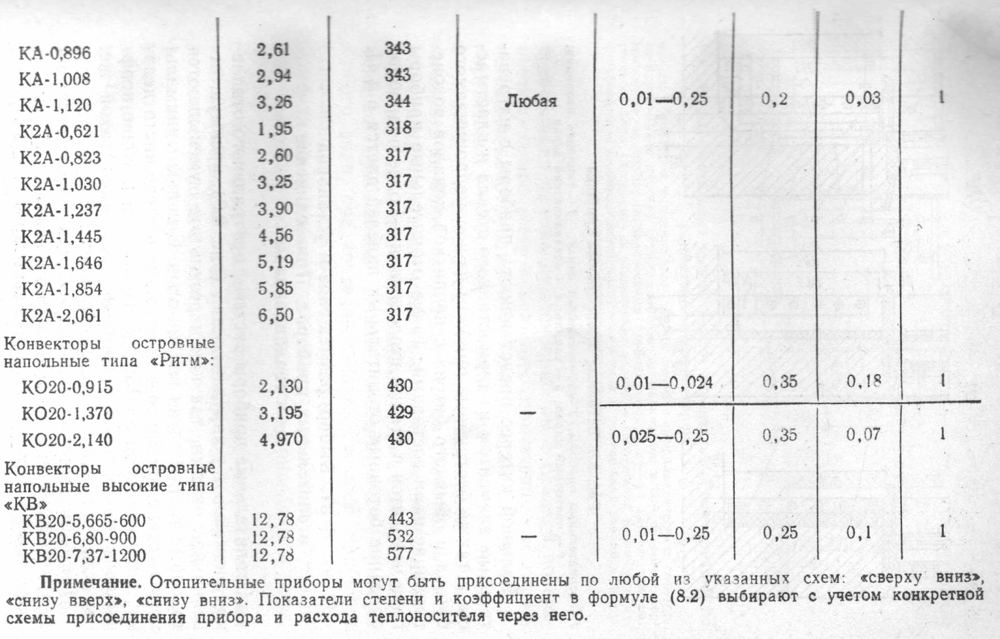 КА-0,896 2,61 343
КА-1,008 2,94 343
КА-1,120 3,26 344 Любая 0,01—0,25 0,2 0,03 1
К2А-0,621 1,95 318
К2А-0,823 2,60 317
К2А-1,030 3,25 317
К2А-1,237 3,90 317
К2А-1,445 4,56 317
К2А-1,646 5,19 317
К2А-1,854 5,85 317
К2А-2,061 6,50 317
Конвекторы островные
напольные типа «Ритм»:
КО20-0,915 2,130 430 0,01—0,024 0,35 0,18 1
КО20-1,370 3,195 429 —
КО20-2,140 4,970 430 0,025—0,25 0,35 0,07 1
Конвекторы островные
напольные высокие типа
«КВ»
КВ20-5,665-600 12,78 443
КВ20-6,80-900 12,78 532 — 0,01—0,25 0,25 0,1 1
КВ20-7,37-1200 12,78 577
Примечание. Отопительные приборы могут быть присоединены по любой из указанных схем: «сверху вниз»,
«снизу вверх», «снизу вниз». Показатели степени и коэффициент в формуле (8.2) выбирают с учетом конкретной
схемы присоединения прибора и расхода теплоносителя через него.